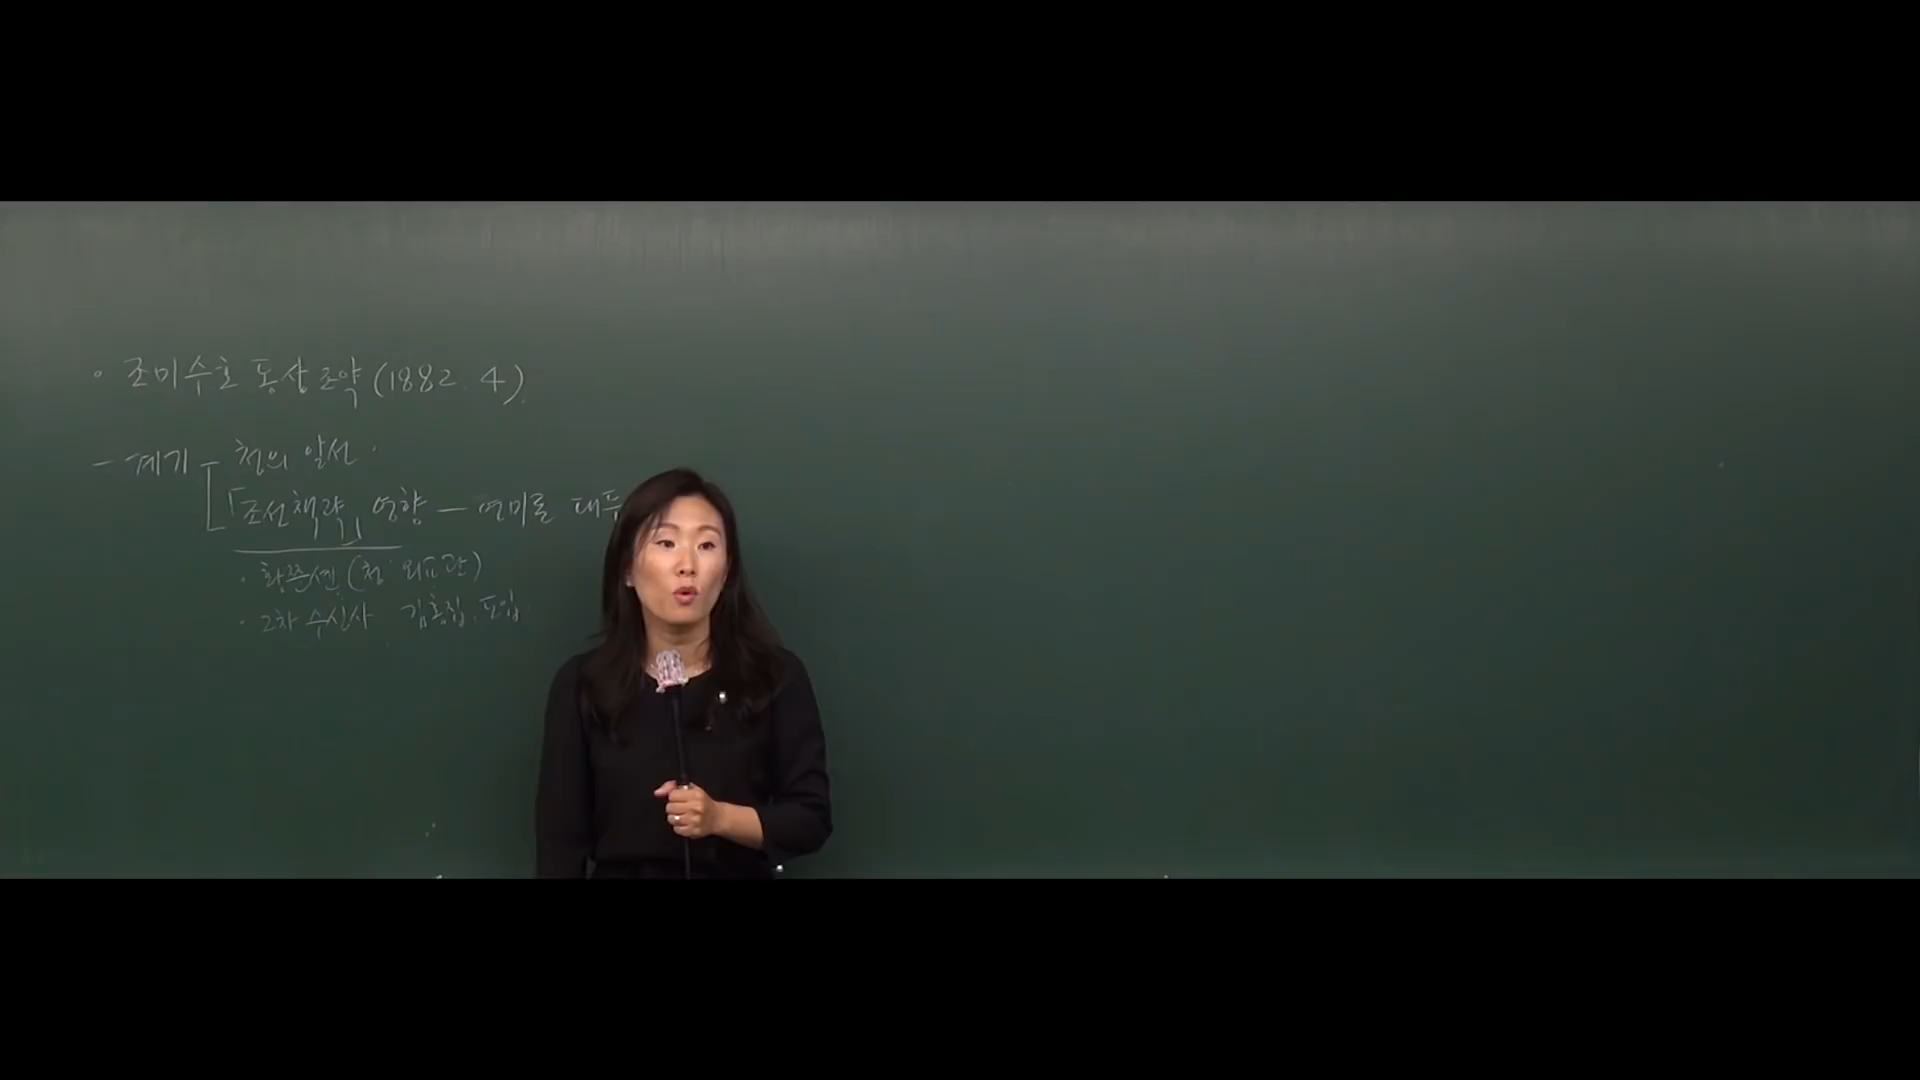 ◦ 조미수호 통상조약 (1882. 4)
- 계기 - 청의 알선.
「조선책략」 영향 - 연미론 대두
· 황쭌셴 (청 외교관)
· 2차 수신사 김홍집. 도입.